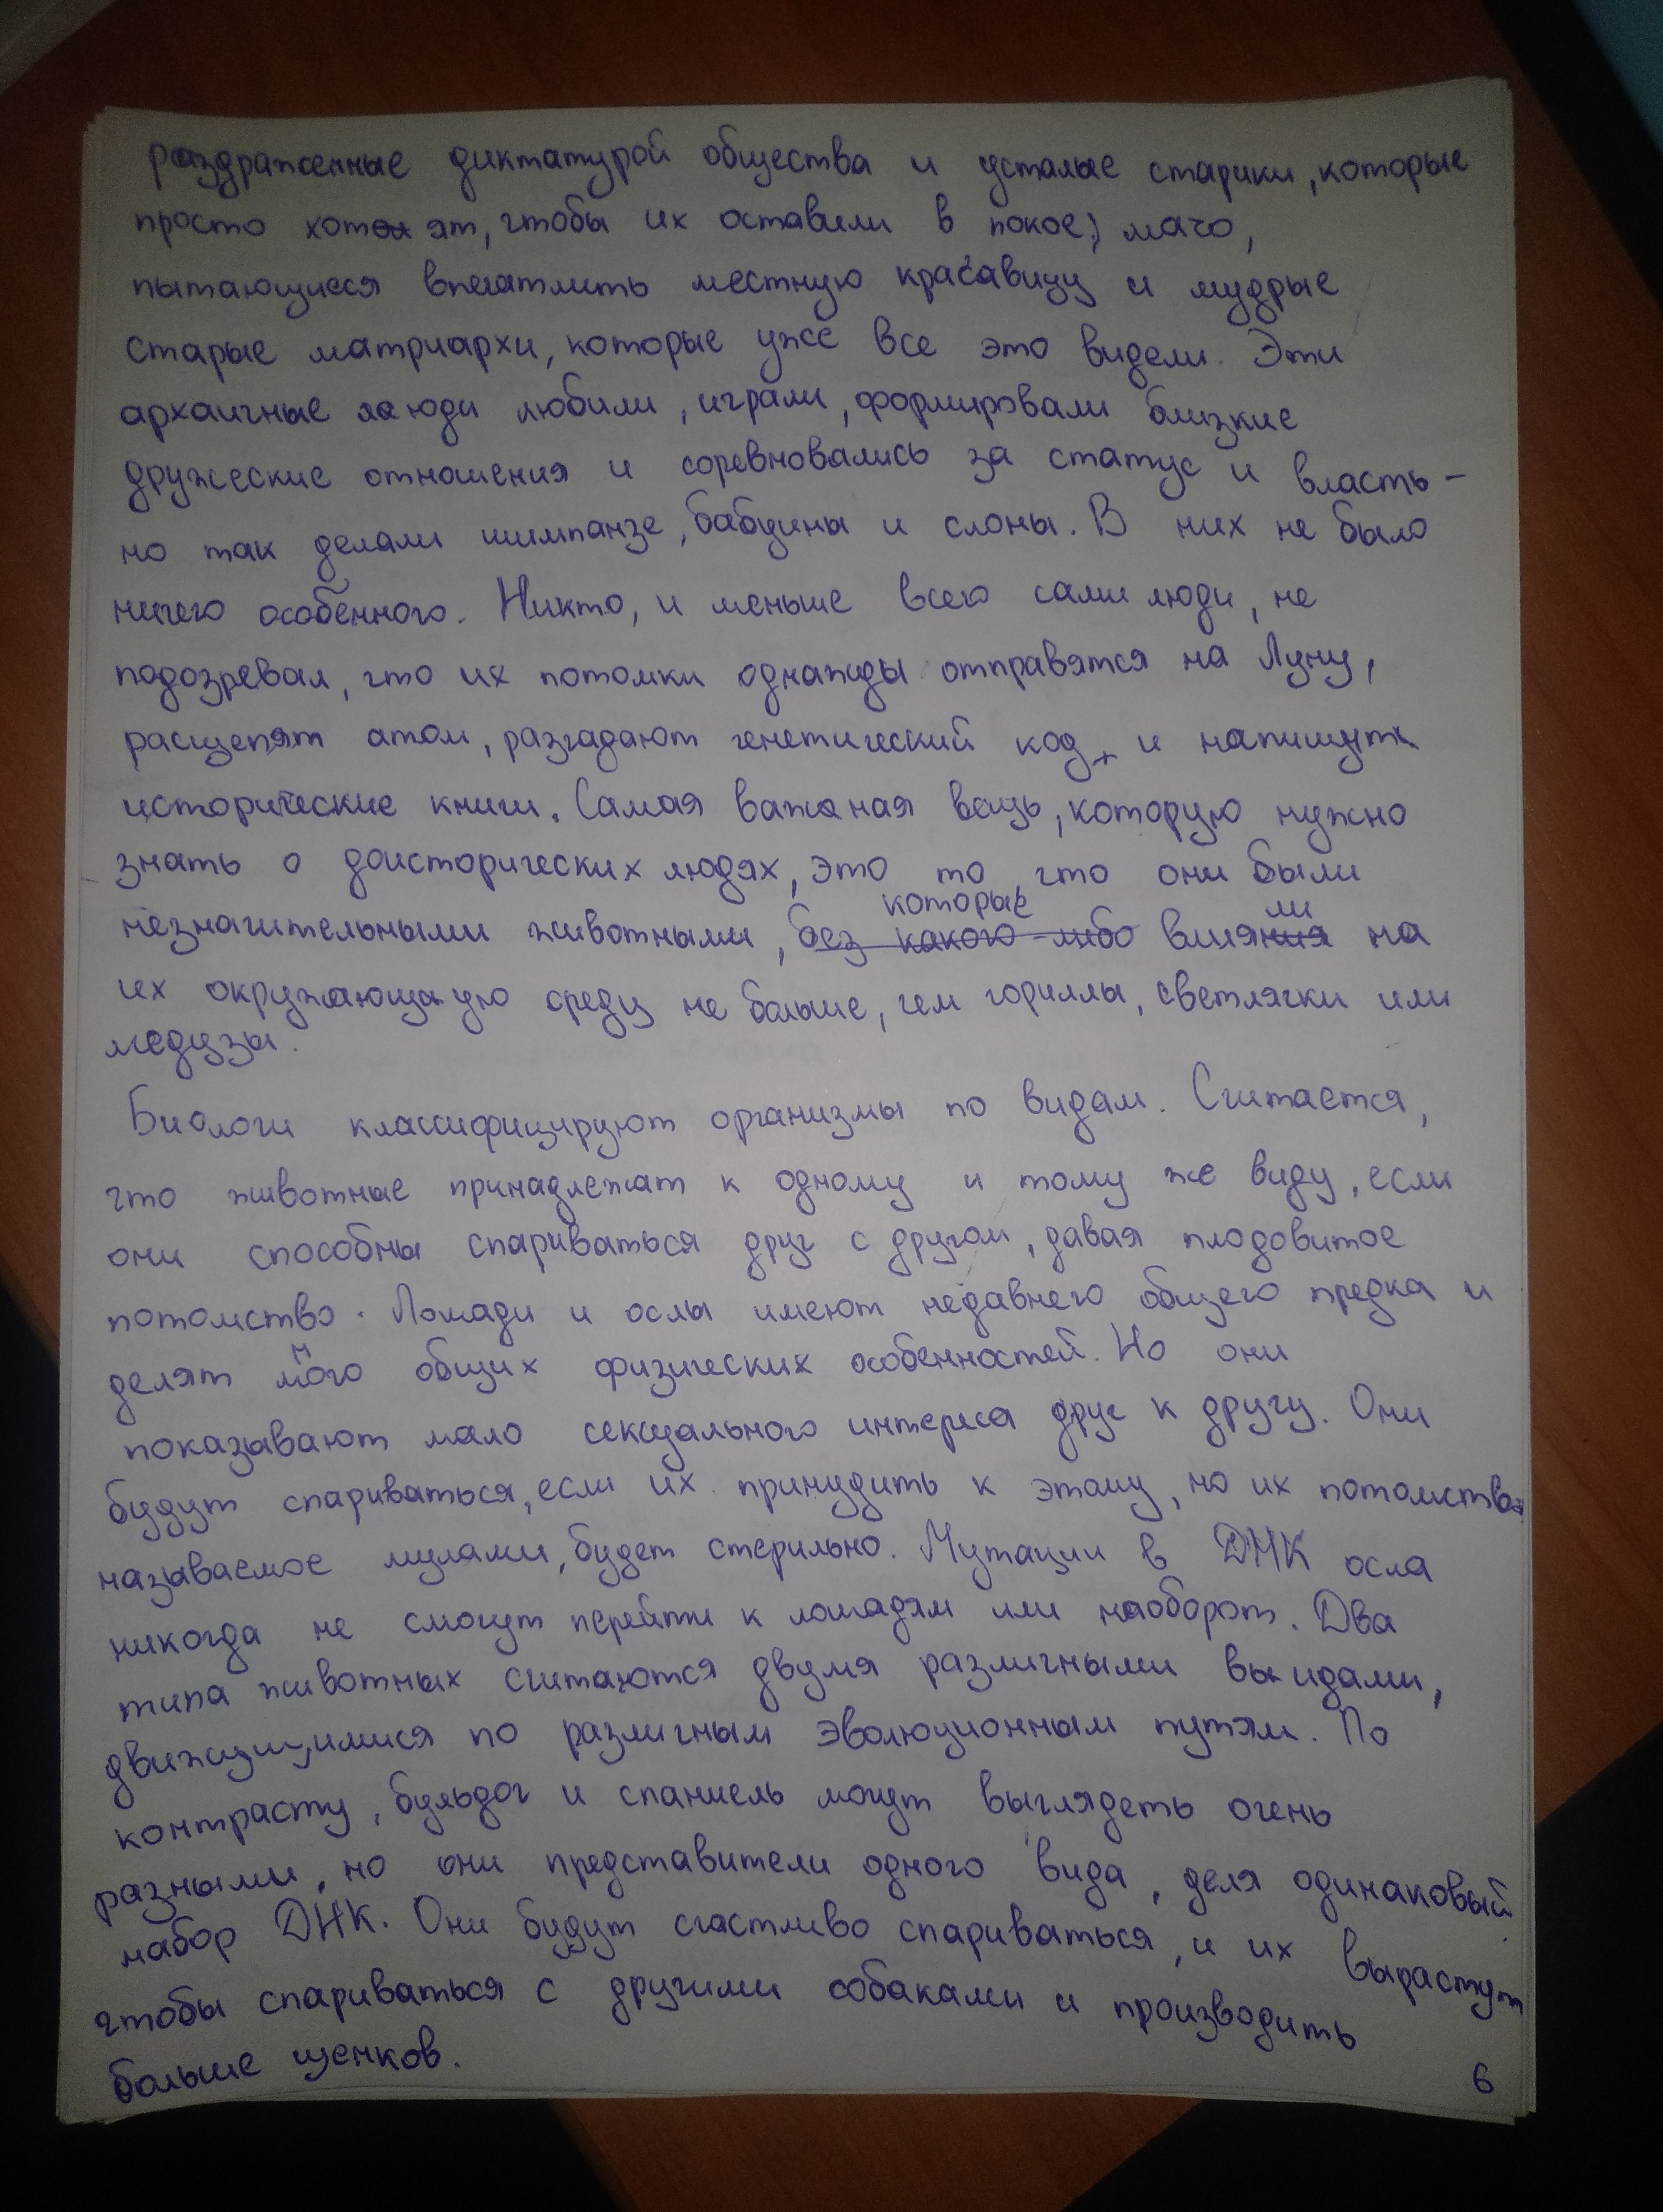 раздраженные диктатурой общества и усталые старики, которые
просто хотят, чтобы их оставили в покое; мачо,
пытающиеся впечатлить местную красавицу и мудрые
старые матриархи, которые уже все это видели. Эти
архаичные люди любили, играли, формировали близкие
дружеские отношения и соревновались за статус и власть –
но так делали шимпанзе, бабуины и слоны. В них не было
ничего особенного. Никто, и меньше всего сами люди, не
подозревал, что их потомки однажды отправятся на Луну,
расщепят атом, разгадают генетический код и напишут
исторические книги. Самая важная вещь, которую нужно
знать о доисторических людях, это то что они были
незначительными животными, которые влияли на
их окружающую среду не больше, чем гориллы, светлячки или
медузы.
Биологи классифицируют организмы по видам. Считается,
что животные принадлежат к одному и тому же виду, если
они способны спариваться друг с другом, давая плодовитое
потомство. Лошади и ослы имеют недавнего общего предка и
делят много общих физических особенностей. Но они
показывают мало сексуального интереса друг к другу. Они
будут спариваться, если их принудить к этому, но их потомство,
называемое мулами, будет стерильно. Мутации в ДНК осла
никогда не смогут перейти к лошадям или наоборот. Два
типа животных считаются двумя различными видами,
движущимися по различным эволюционным путям. По
контрасту, бульдог и спаниель могут выглядеть очень
разными, но они представители одного вида, деля одинаковый
набор ДНК. Они будут счастливо спариваться, и их вырастут
чтобы спариваться с другими собаками и производить
больше щенков.
6